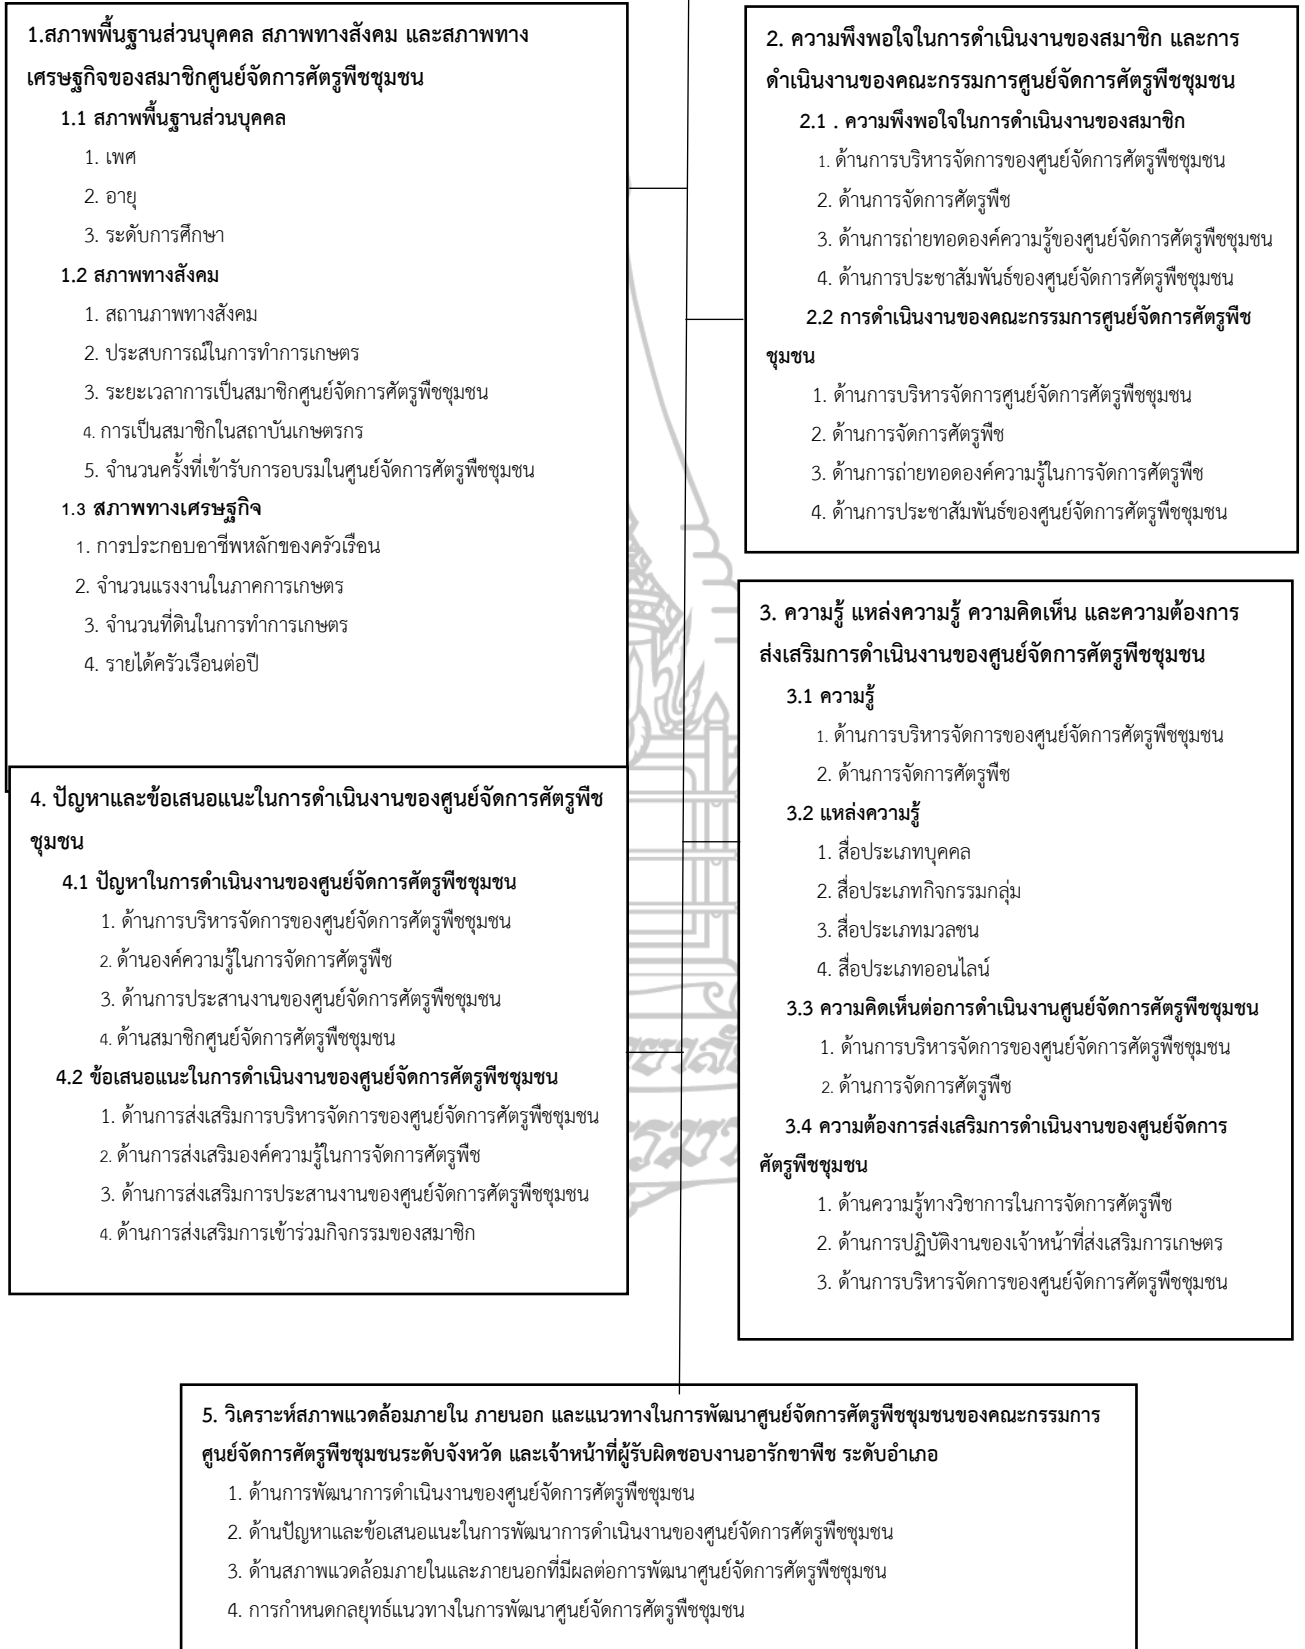 1.สภาพพื้นฐานส่วนบุคคล สภาพทางสังคม และสภาพทาง
เศรษฐกิจของสมาชิกศูนย์จัดการศัตรูพืชชุมชน
1.1 สภาพพื้นฐานส่วนบุคคล
1. เพศ
2. อายุ
3. ระดับการศึกษา
1.2 สภาพทางสังคม
1. สถานภาพทางสังคม
2. ประสบการณ์ในการทำการเกษตร
3. ระยะเวลาการเป็นสมาชิกศูนย์จัดการศัตรูพืชชุมชน
4. การเป็นสมาชิกในสถาบันเกษตรกร
5. จำนวนครั้งที่เข้ารับการอบรมในศูนย์จัดการศัตรูพืชชุมชน
1.3 สภาพทางเศรษฐกิจ
1. การประกอบอาชีพหลักของครัวเรือน
2. จำนวนแรงงานในภาคการเกษตร
3. จำนวนที่ดินในการทำการเกษตร
4. รายได้ครัวเรือนต่อปี
2. ความพึงพอใจในการดำเนินงานของสมาชิก และการ
ดำเนินงานของคณะกรรมการศูนย์จัดการศัตรูพืชชุมชน
2.1 . ความพึงพอใจในการดำเนินงานของสมาชิก
1. ด้านการบริหารจัดการของศูนย์จัดการศัตรูพืชชุมชน
2. ด้านการจัดการศัตรูพืช
3. ด้านการถ่ายทอดองค์ความรู้ของศูนย์จัดการศัตรูพืชชุมชน
4. ด้านการประชาสัมพันธ์ของศูนย์จัดการศัตรูพืชชุมชน
2.2 การดำเนินงานของคณะกรรมการศูนย์จัดการศัตรูพืช
ชุมชน
1. ด้านการบริหารจัดการศูนย์จัดการศัตรูพืชชุมชน
2. ด้านการจัดการศัตรูพืช
3. ด้านการถ่ายทอดองค์ความรู้ในการจัดการศัตรูพืช
4. ด้านการประชาสัมพันธ์ของศูนย์จัดการศัตรูพืชชุมชน
3. ความรู้ แหล่งความรู้ ความคิดเห็น และความต้องการ
ส่งเสริมการดำเนินงานของศูนย์จัดการศัตรูพืชชุมชน
3.1 ความรู้
1. ด้านการบริหารจัดการของศูนย์จัดการศัตรูพืชชุมชน
2. ด้านการจัดการศัตรูพืช
3.2 แหล่งความรู้
1. สื่อประเภทบุคคล
2. สื่อประเภทกิจกรรมกลุ่ม
3. สื่อประเภทมวลชน
4. สื่อประเภทออนไลน์
3.3 ความคิดเห็นต่อการดำเนินงานศูนย์จัดการศัตรูพืชชุมชน
1. ด้านการบริหารจัดการของศูนย์จัดการศัตรูพืชชุมชน
2. ด้านการจัดการศัตรูพืช
3.4 ความต้องการส่งเสริมการดำเนินงานของศูนย์จัดการ
ศัตรูพืชชุมชน
1. ด้านความรู้ทางวิชาการในการจัดการศัตรูพืช
2. ด้านการปฏิบัติงานของเจ้าหน้าที่ส่งเสริมการเกษตร
3. ด้านการบริหารจัดการของศูนย์จัดการศัตรูพืชชุมชน
4. ปัญหาและข้อเสนอแนะในการดำเนินงานของศูนย์จัดการศัตรูพืช
ชุมชน
4.1 ปัญหาในการดำเนินงานของศูนย์จัดการศัตรูพืชชุมชน
1. ด้านการบริหารจัดการของศูนย์จัดการศัตรูพืชชุมชน
2. ด้านองค์ความรู้ในการจัดการศัตรูพืช
3. ด้านการประสานงานของศูนย์จัดการศัตรูพืชชุมชน
4. ด้านสมาชิกศูนย์จัดการศัตรูพืชชุมชน
4.2 ข้อเสนอแนะในการดำเนินงานของศูนย์จัดการศัตรูพืชชุมชน
1. ด้านการส่งเสริมการบริหารจัดการของศูนย์จัดการศัตรูพืชชุมชน
2. ด้านการส่งเสริมองค์ความรู้ในการจัดการศัตรูพืช
3. ด้านการส่งเสริมการประสานงานของศูนย์จัดการศัตรูพืชชุมชน
4. ด้านการส่งเสริมการเข้าร่วมกิจกรรมของสมาชิก
5. วิเคราะห์สภาพแวดล้อมภายใน ภายนอก และแนวทางในการพัฒนาศูนย์จัดการศัตรูพืชชุมชนของคณะกรรมการ
ศูนย์จัดการศัตรูพืชชุมชนระดับจังหวัด และเจ้าหน้าที่ผู้รับผิดชอบงานอารักขาพืช ระดับอำเภอ
1. ด้านการพัฒนาการดำเนินงานของศูนย์จัดการศัตรูพืชชุมชน
2. ด้านปัญหาและข้อเสนอแนะในการพัฒนาการดำเนินงานของศูนย์จัดการศัตรูพืชชุมชน
3. ด้านสภาพแวดล้อมภายในและภายนอกที่มีผลต่อการพัฒนาศูนย์จัดการศัตรูพืชชุมชน
4. การกำหนดกลยุทธ์แนวทางในการพัฒนาศูนย์จัดการศัตรูพืชชุมชน